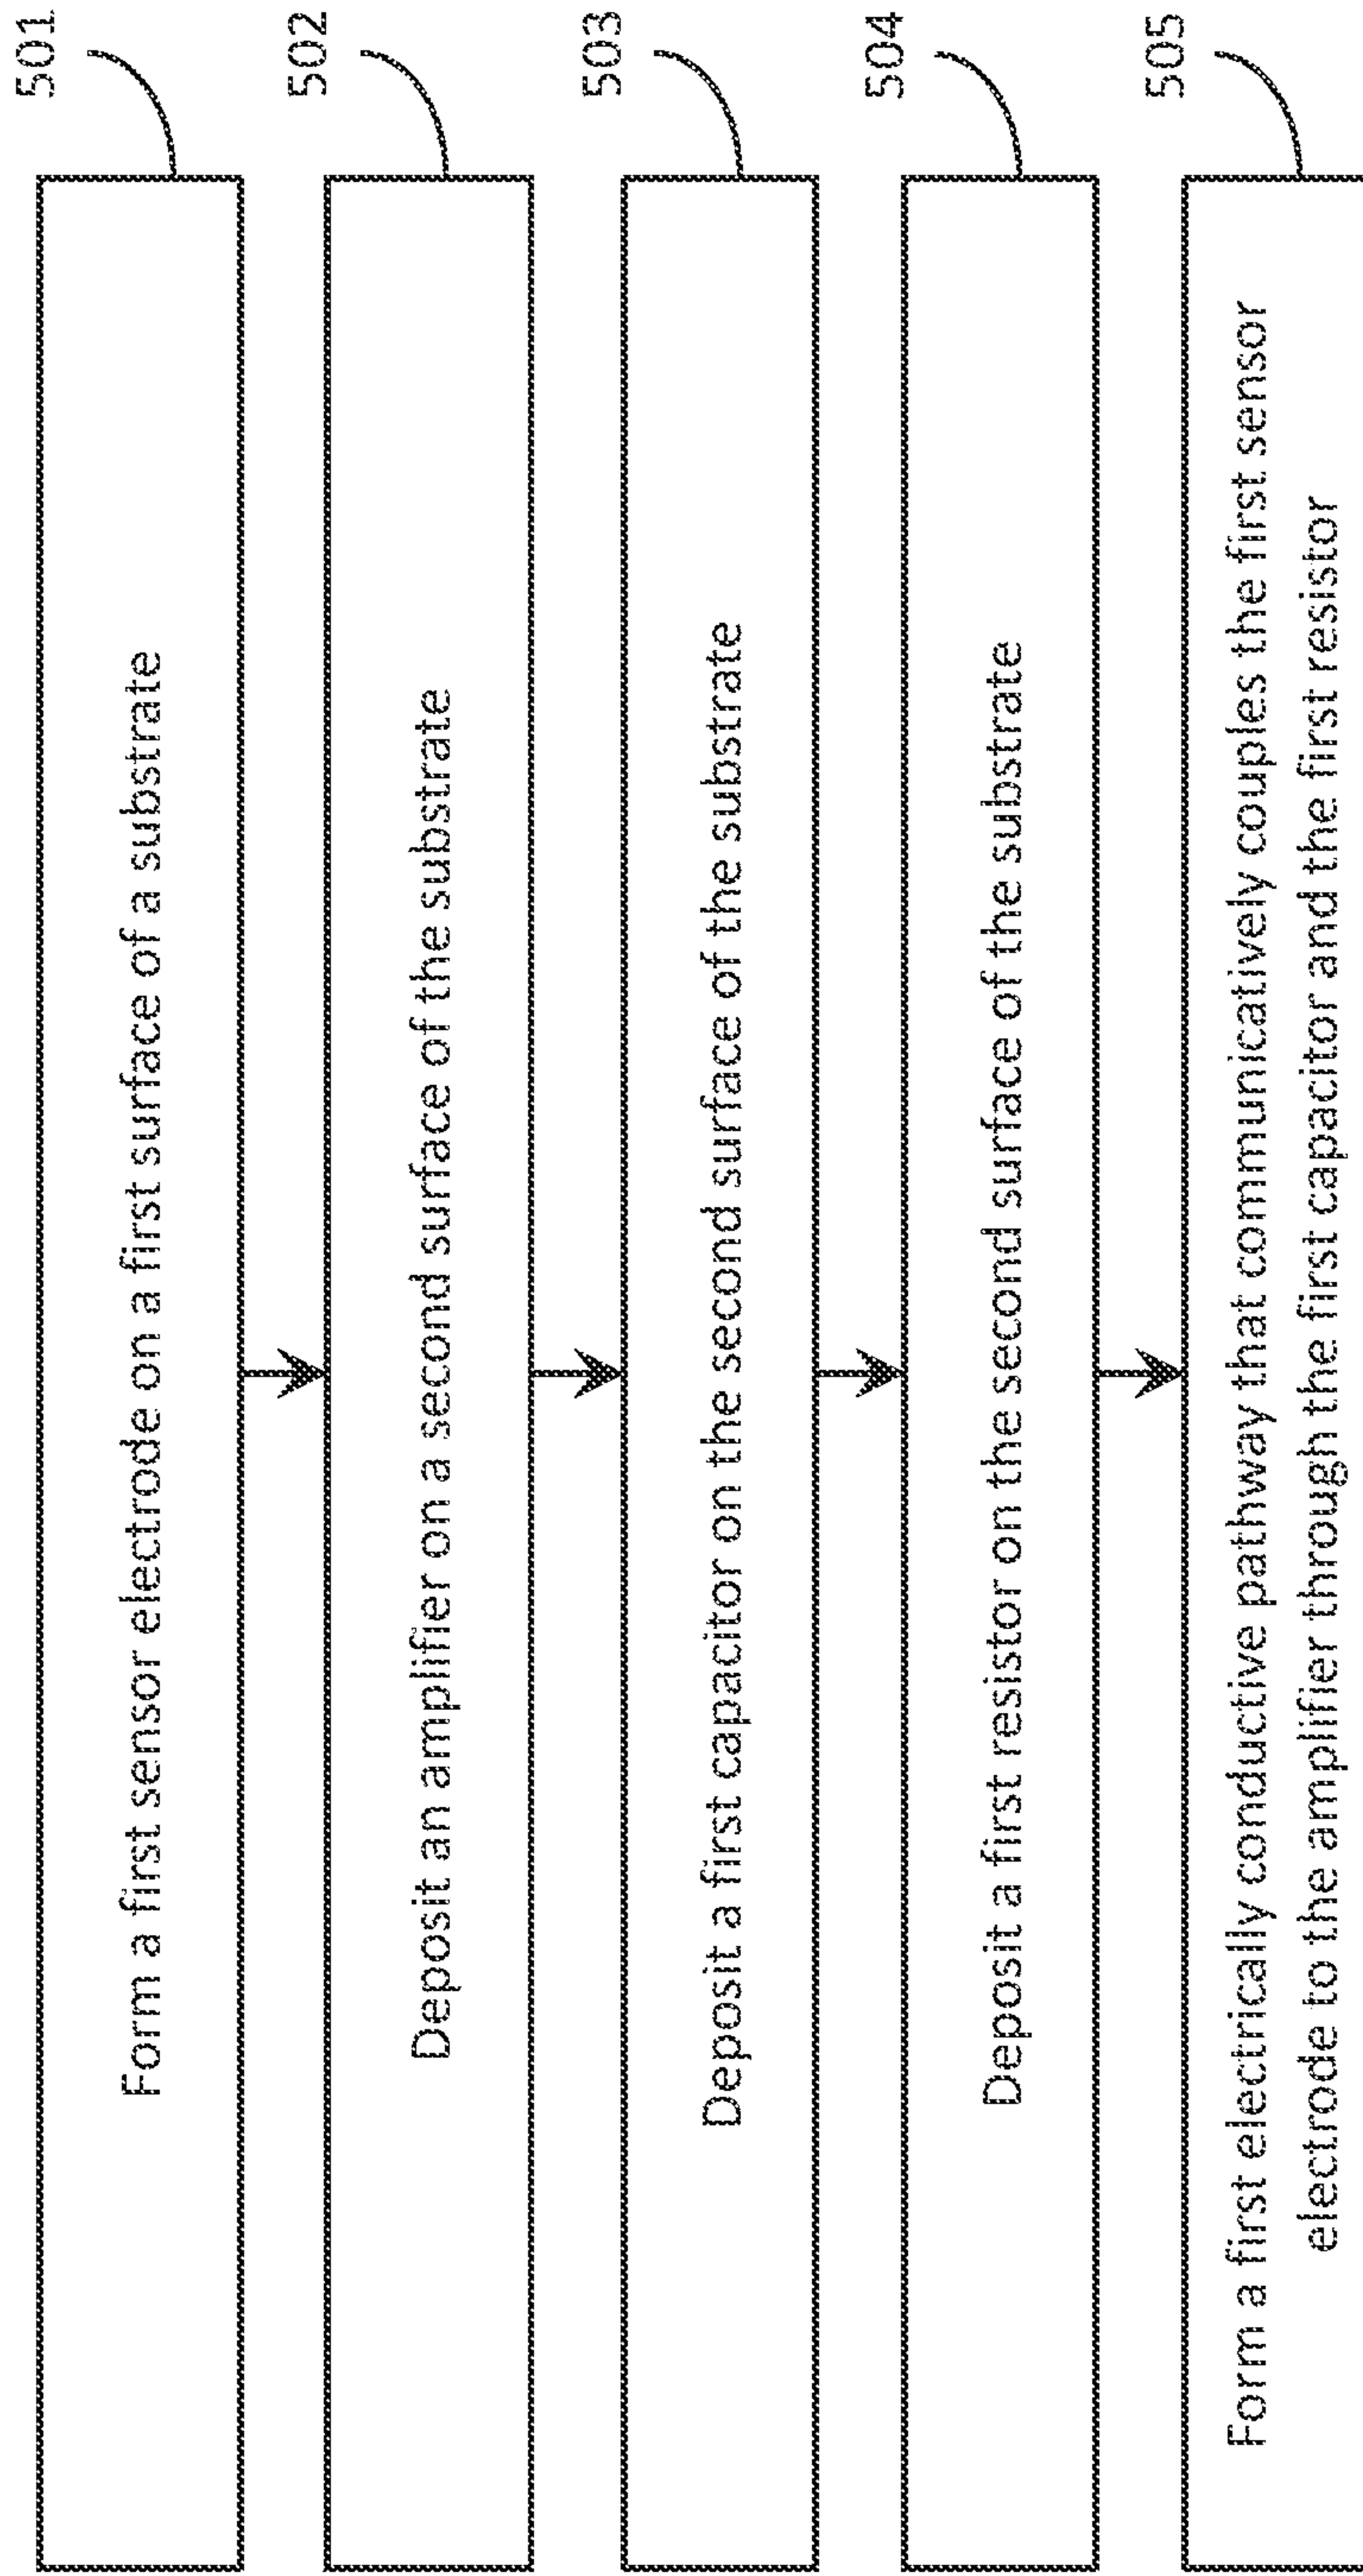 501
Form a first sensor electrode on a first surface of a substrate
502
Deposit an amplifier on a second surface of the substrate
503
Deposit a first capacitor on the second surface of the substrate
504
Deposit a first resistor on the second surface of the substrate
505
Form a first electrically conductive pathway that communicatively couples the first sensor
electrode to the amplifier through the first capacitor and the first resistor